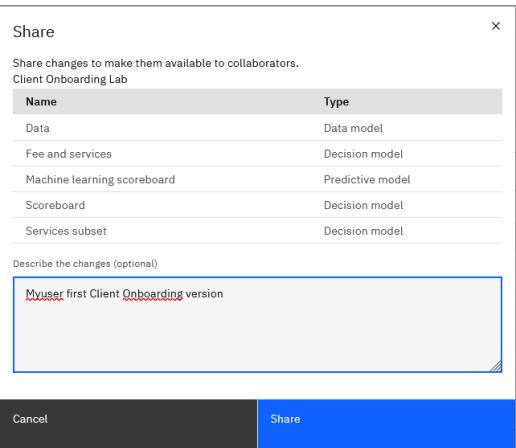 Share
Share changes to make them available to collaborators.
Client Onboarding Lab
Name Type
Data Data model
Fee and services Decision model
Machine learning scoreboard Predictive model
Scoreboard Decision model
Services subset Decision model
Describe the changes (optional)
Myuser first Client Onboarding version
Cancel Share